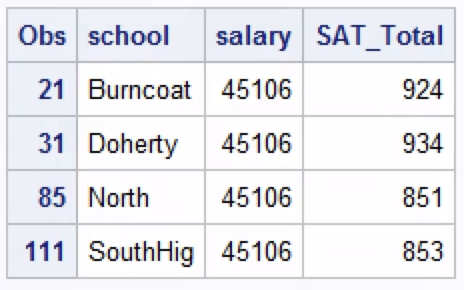 Obs school salary SAT_Total
21 Burncoat 45106 924
31 Doherty 45106 934
85 North 45106 851
111 SouthHig 45106 853